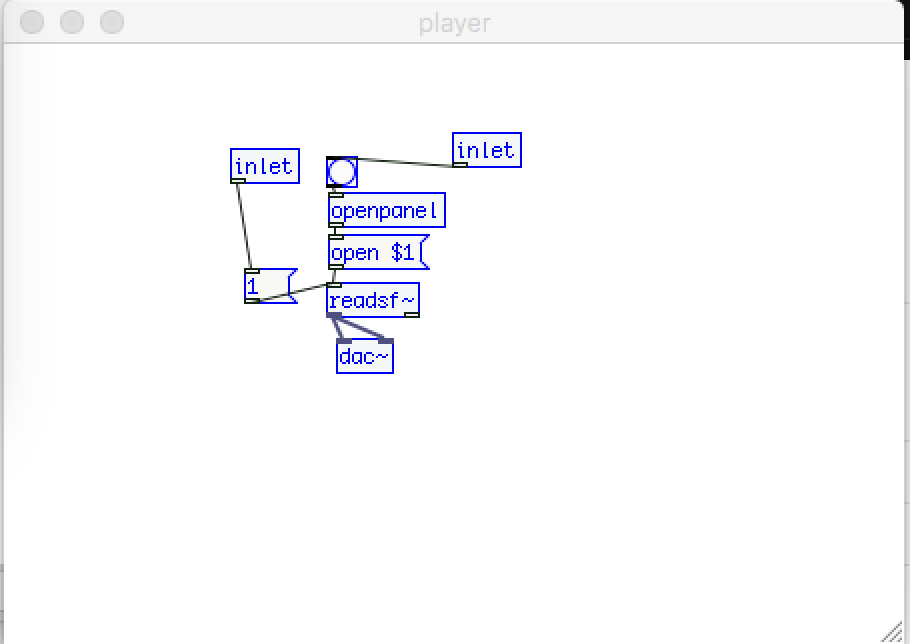 player
inlet
inlet
openpanel
open $1
1
readsf~
dac~